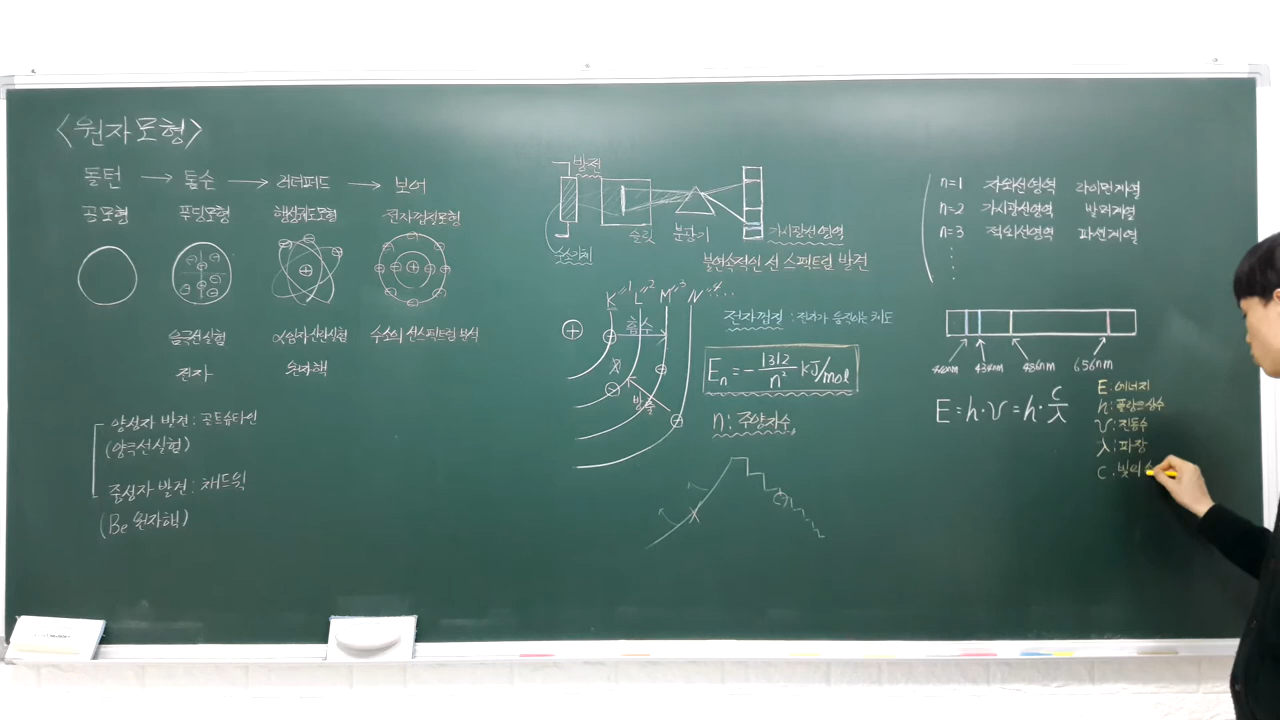 <원자모형>
돌턴 → 톰슨 → 러더퍼드 → 보어
공모형 푸딩모형 행성궤도모형 전자껍질모형
음극선실험 α입자산란실험 수소의 선스펙트럼 분석
전자 원자핵
양성자 발견 : 골드슈타인
(양극선실험)
중성자 발견 : 채드윅
(Be 원자핵)
방전
슬릿 분광기 가시광선영역
수소기체 불연속적인 선 스펙트럼 발견
K=1 L=2 M=3 N=4...
흡수
방출
전자껍질 : 전자가 움직이는 궤도
En = - 1312/n² kJ/mol
n : 주양자수
n=1 자외선영역 라이먼계열
n=2 가시광선영역 발머계열
n=3 적외선영역 파셴계열
434nm 486nm 656nm
E = h·ν = h·c/λ
E : 에너지
h : 플랑크상수
ν : 진동수
λ : 파장
C : 빛의